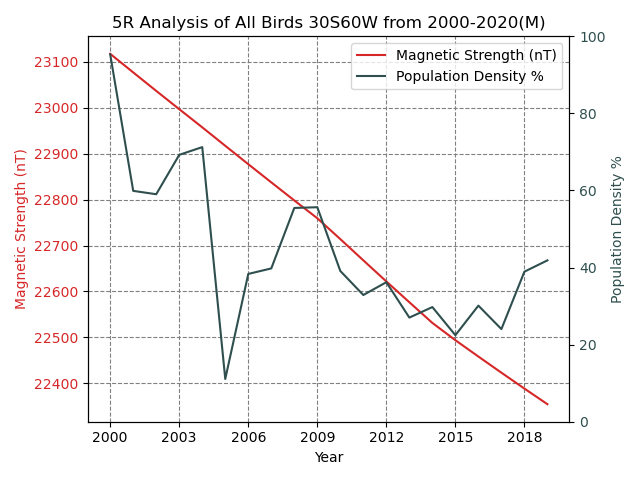 5R Analysis of All Birds 30S60W from 2000-2020(M)
Magnetic Strength (nT)
Population Density %
23100
23000
22900
22800
22700
22600
22500
22400
Magnetic Strength (nT)
100
80
60
40
20
0
Population Density %
2000 2003 2006 2009 2012 2015 2018
Year